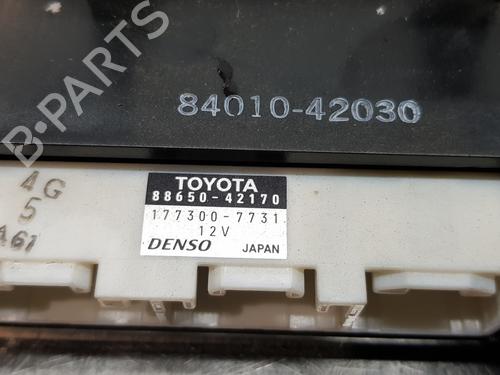 B-PARTS
84010-42030
4G
5
A61
TOYOTA
88650-42170
177300-7731
12V
DENSO JAPAN